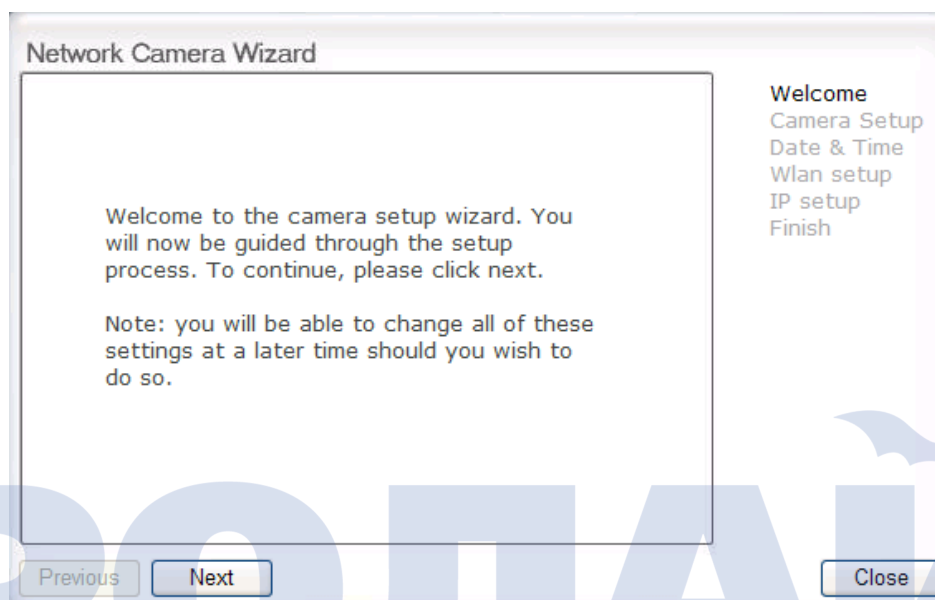 Network Camera Wizard
Welcome
Camera Setup
Date & Time
Wlan setup
IP setup
Finish
Welcome to the camera setup wizard. You
will now be guided through the setup
process. To continue, please click next.
Note: you will be able to change all of these
settings at a later time should you wish to
do so.
Previous
Next
Close